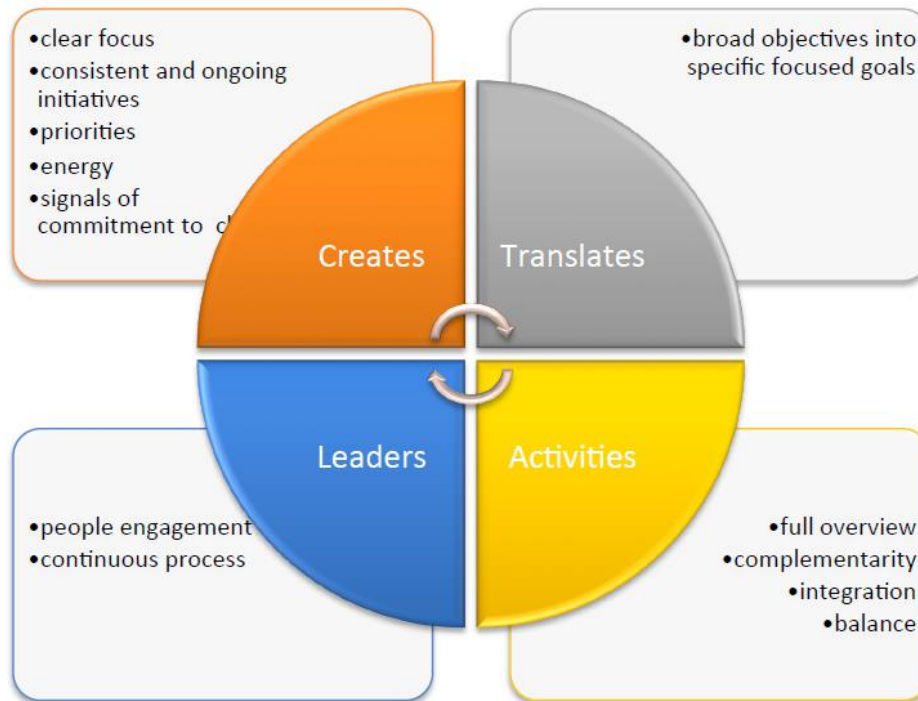 •clear focus
•consistent and ongoing
initiatives
•priorities
•energy
•signals of
commitment to
•broad objectives into
specific focused goals
Creates
Translates
Leaders
Activities
•people engagement
•continuous process
•full overview
•complementarity
•integration
•balance